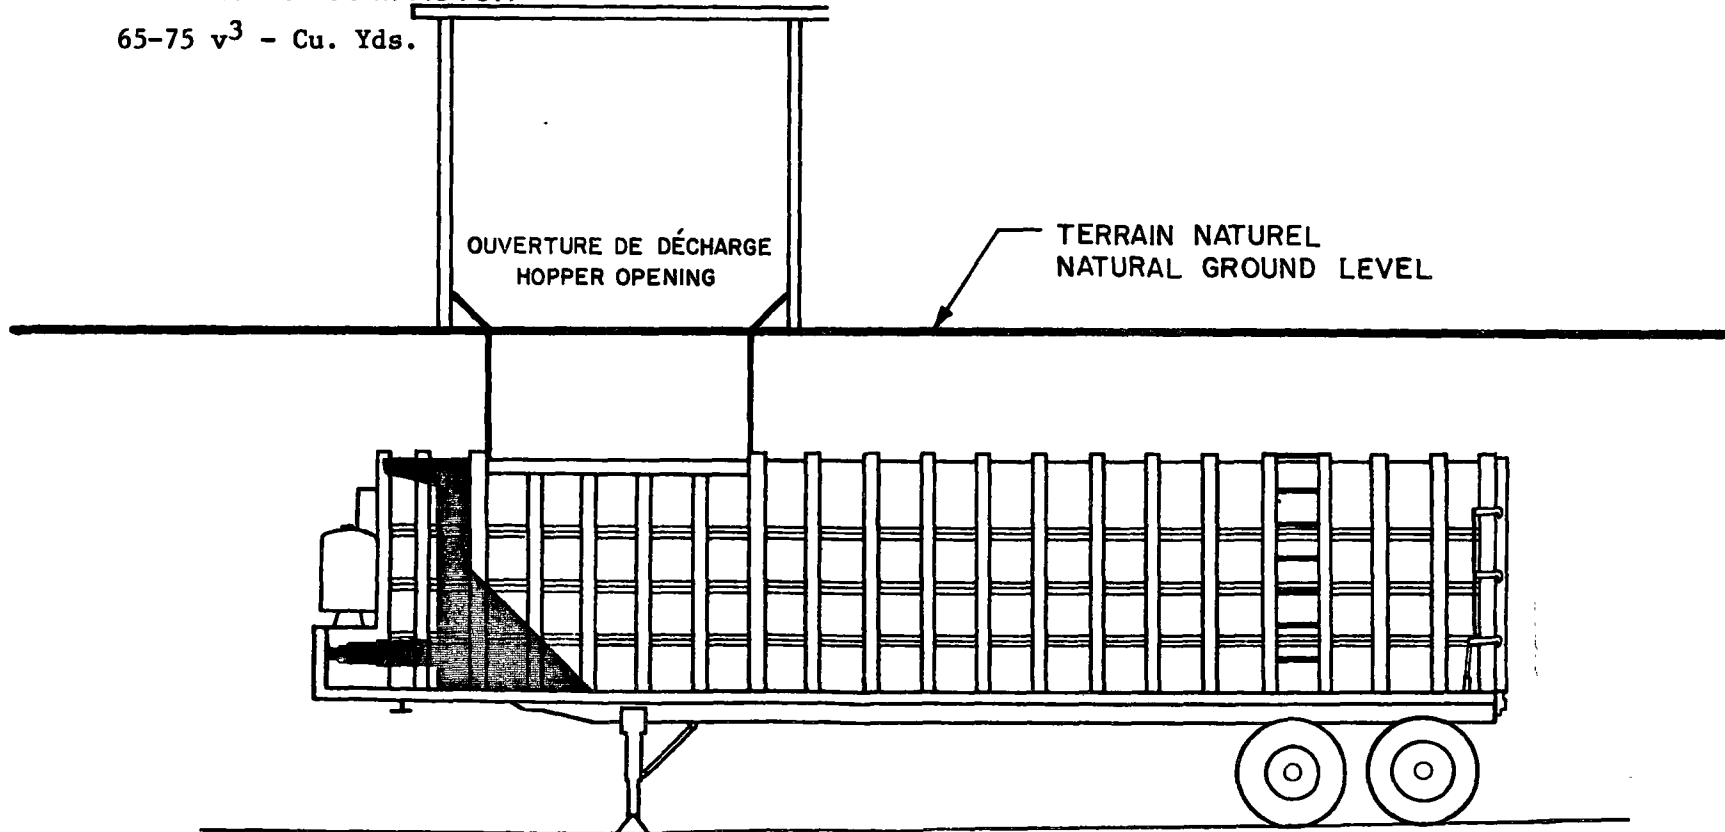 65-75 v³ - Cu. Yds.
OUVERTURE DE DÉCHARGE
HOPPER OPENING
TERRAIN NATUREL
NATURAL GROUND LEVEL